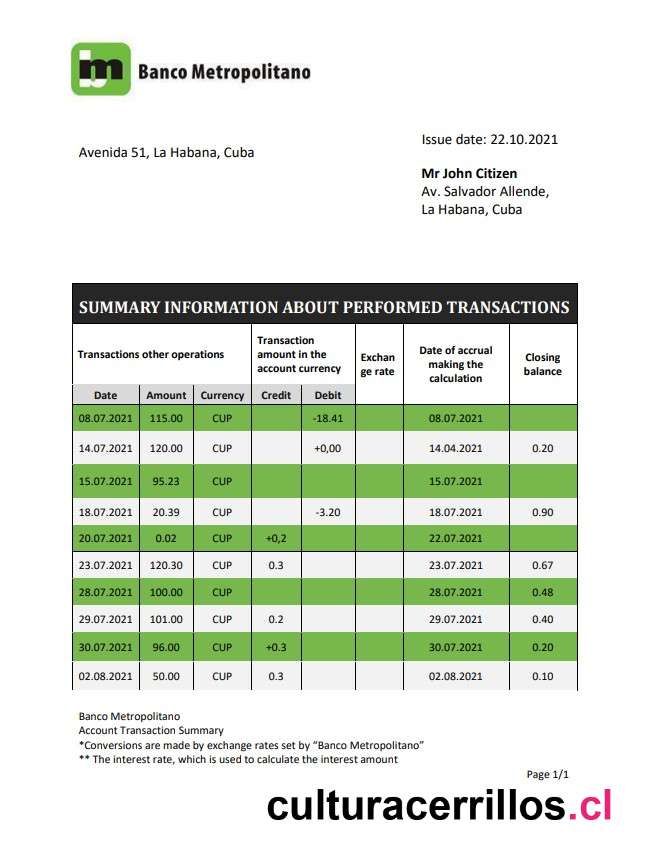 bm Banco Metropolitano
Issue date: 22.10.2021
Avenida 51, La Habana, Cuba
Mr John Citizen
Av. Salvador Allende,
La Habana, Cuba
SUMMARY INFORMATION ABOUT PERFORMED TRANSACTIONS
Transactions other operations
Transaction
amount in the
account currency
Exchan
ge rate
Date of accrual
making the
calculation
Closing
balance
Date Amount Currency Credit Debit
08.07.2021 115.00 CUP -18.41 08.07.2021
14.07.2021 120.00 CUP +0,00 14.04.2021 0.20
15.07.2021 95.23 CUP 15.07.2021
18.07.2021 20.39 CUP -3.20 18.07.2021 0.90
20.07.2021 0.02 CUP +0,2 22.07.2021
23.07.2021 120.30 CUP 0.3 23.07.2021 0.67
28.07.2021 100.00 CUP 28.07.2021 0.48
29.07.2021 101.00 CUP 0.2 29.07.2021 0.40
30.07.2021 96.00 CUP +0.3 30.07.2021 0.20
02.08.2021 50.00 CUP 0.3 02.08.2021 0.10
Banco Metropolitano
Account Transaction Summary
*Conversions are made by exchange rates set by “Banco Metropolitano”
** The interest rate, which is used to calculate the interest amount
Page 1/1
culturacerrillos.cl